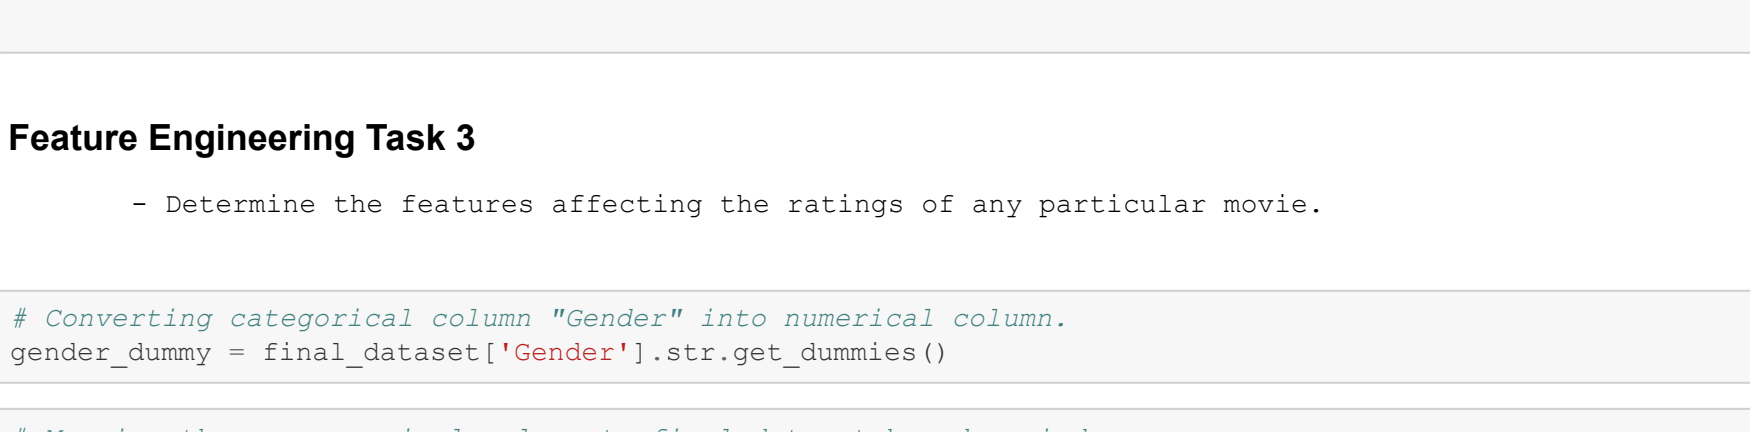 Feature Engineering Task 3
- Determine the features affecting the ratings of any particular movie.
# Converting categorical column "Gender" into numerical column.
gender_dummy = final_dataset['Gender'].str.get_dummies()